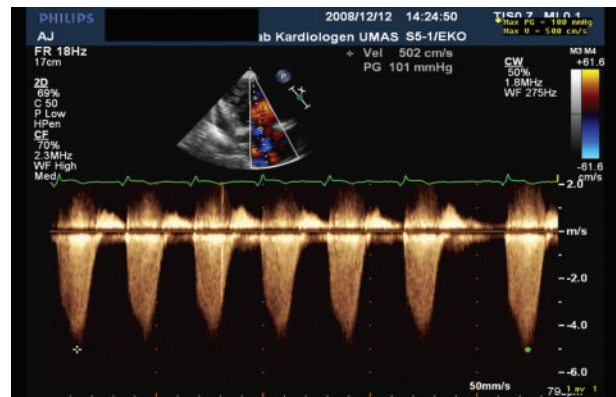 PHILIPS
2008/12/12 14:24:50
TIS0.7 MI 0.1
Max PG = 100 mmHg
Max V = 500 cm/s
AJ
ab Kardiologen UMAS S5-1/EKO
FR 18Hz
17cm
Vel 502 cm/s
PG 101 mmHg
M3 M4
+61.6
CW
50%
1.8MHz
WF 275Hz
2D
69%
C 50
P Low
HPen
CF
70%
2.3MHz
WF High
Med
P
-61.6
cm/s
-2.0
-m/s
--2.0
--4.0
--6.0
50mm/s
1 av 1